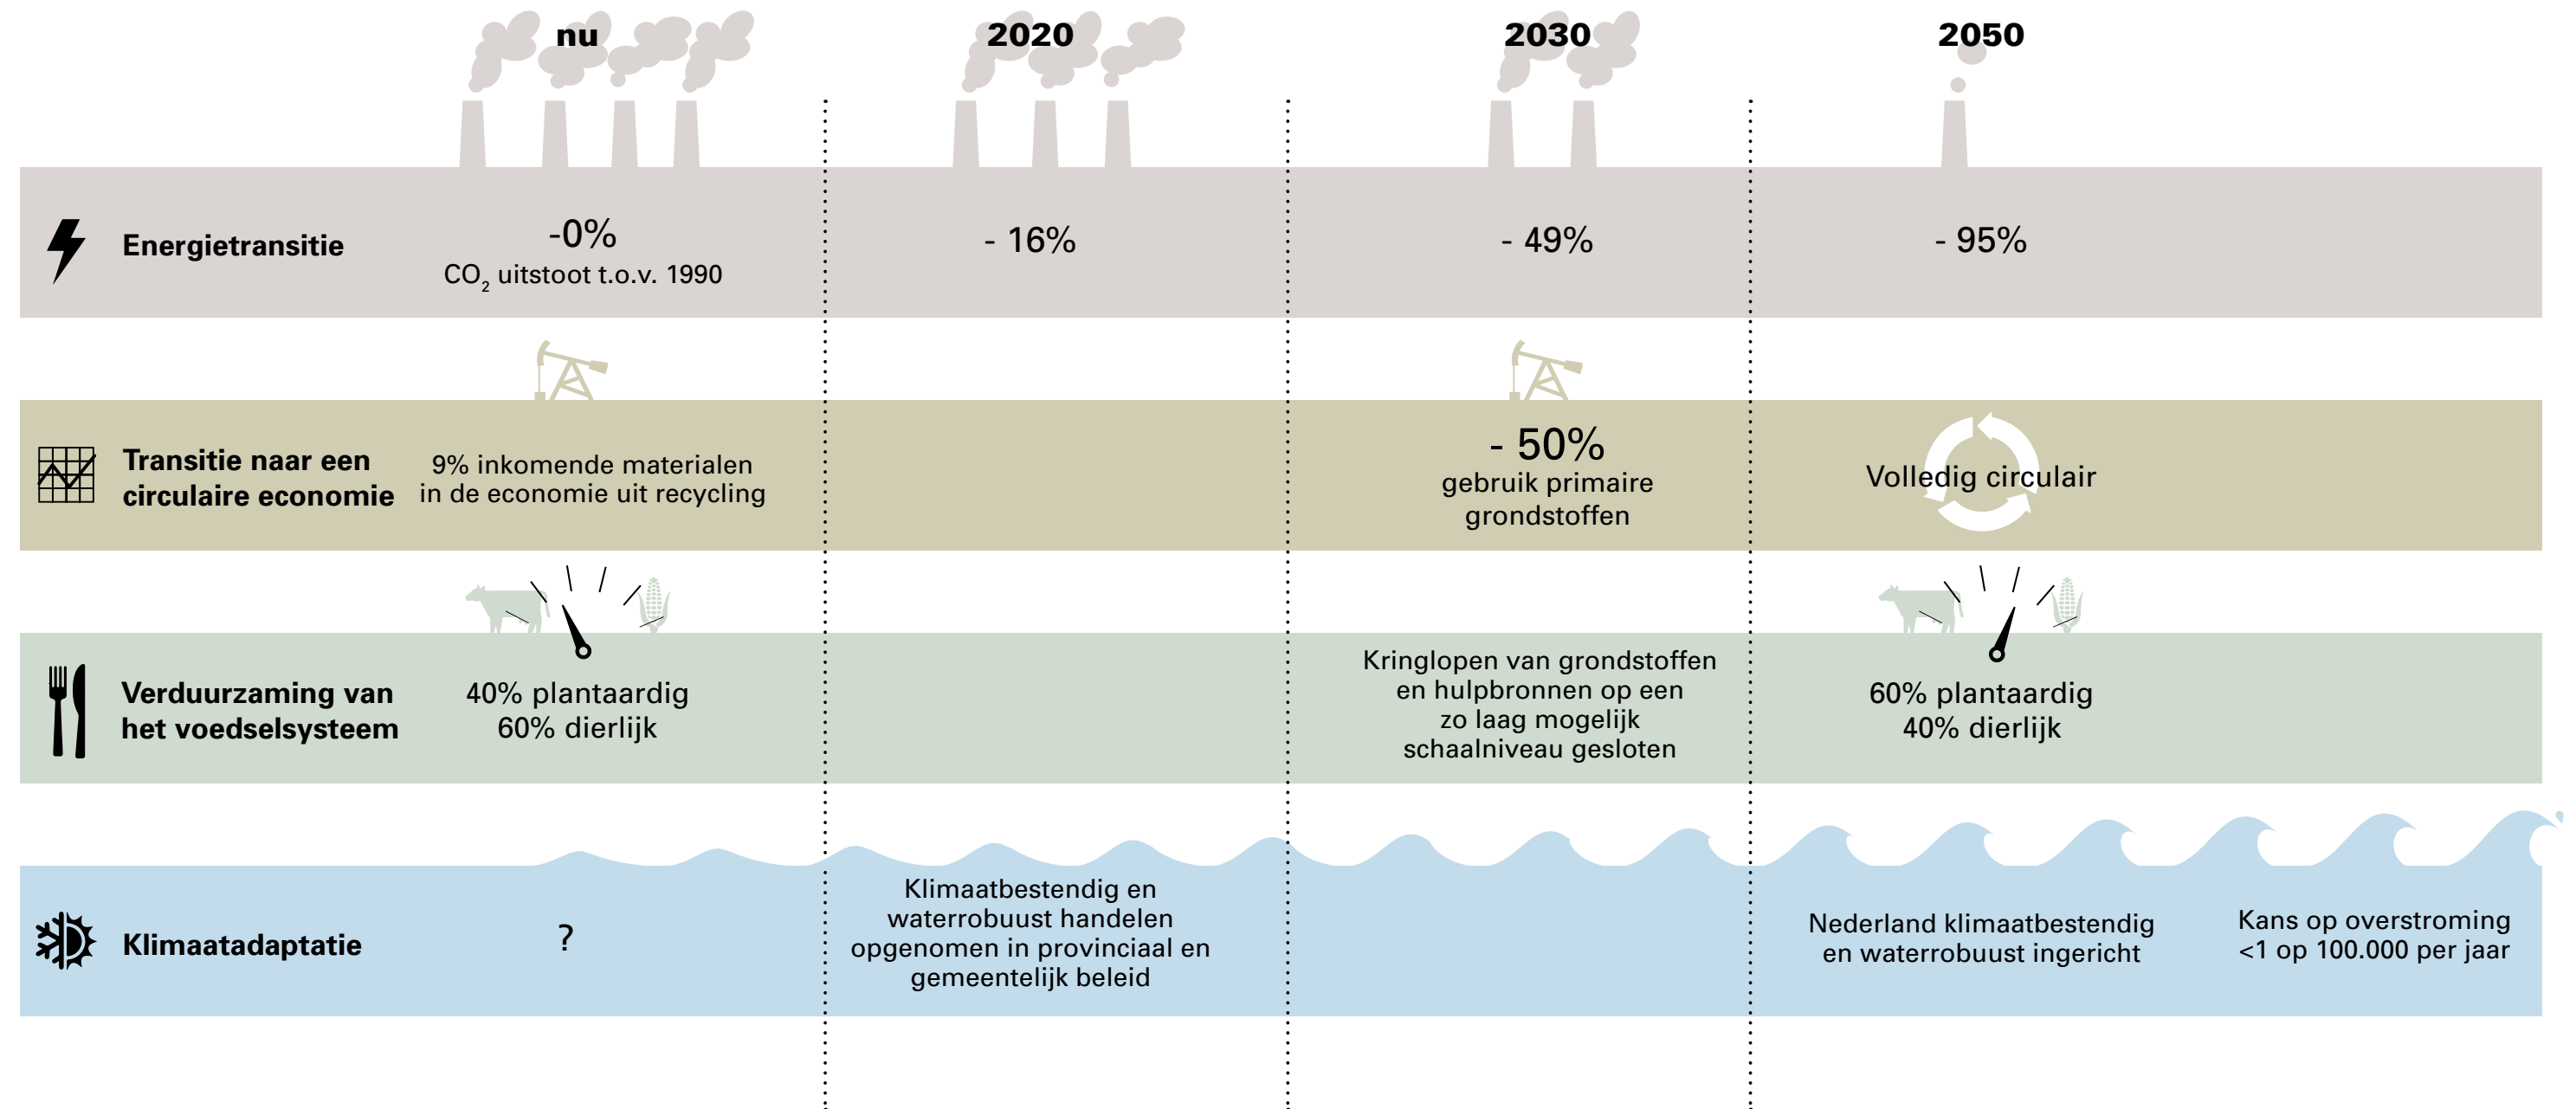 nu
2020
2030
2050
Energietransitie
-0%
CO₂ uitstoot t.o.v. 1990
- 16%
- 49%
- 95%
Transitie naar een
circulaire economie
9% inkomende materialen
in de economie uit recycling
- 50%
gebruik primaire
grondstoffen
Volledig circulair
Verduurzaming van
het voedselsysteem
40% plantaardig
60% dierlijk
Kringlopen van grondstoffen
en hulpbronnen op een
zo laag mogelijk
schaalniveau gesloten
60% plantaardig
40% dierlijk
Klimaatadaptatie
?
Klimaatbestendig en
waterrobuust handelen
opgenomen in provinciaal en
gemeentelijk beleid
Nederland klimaatbestendig
en waterrobuust ingericht
Kans op overstroming
<1 op 100.000 per jaar